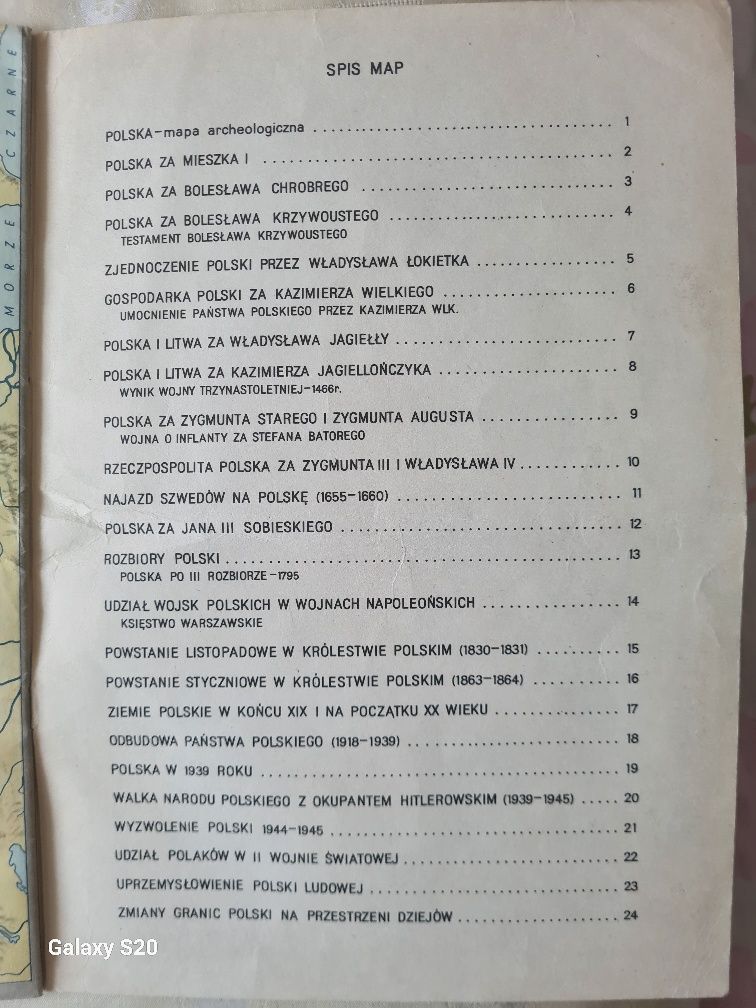 SPIS MAP
POLSKA-mapa archeologiczna .................................... 1
POLSKA ZA MIESZKA I .......................................... 2
POLSKA ZA BOLESŁAWA CHROBREGO .............................. 3
POLSKA ZA BOLESŁAWA KRZYWOUSTEGO .......................... 4
TESTAMENT BOLESŁAWA KRZYWOUSTEGO
ZJEDNOCZENIE POLSKI PRZEZ WŁADYSŁAWA ŁOKIETKA ................ 5
GOSPODARKA POLSKI ZA KAZIMIERZA WIELKIEGO .................... 6
UMOCNIENIE PAŃSTWA POLSKIEGO PRZEZ KAZIMIERZA WLK.
POLSKA I LITWA ZA WŁADYSŁAWA JAGIEŁŁY ......................... 7
POLSKA I LITWA ZA KAZIMIERZA JAGIELLOŃCZYKA .................... 8
WYNIK WOJNY TRZYNASTOLETNIEJ-1466r.
POLSKA ZA ZYGMUNTA STAREGO I ZYGMUNTA AUGUSTA ................ 9
WOJNA O INFLANTY ZA STEFANA BATOREGO
RZECZPOSPOLITA POLSKA ZA ZYGMUNTA III I WŁADYSŁAWA IV ............ 10
NAJAZD SZWEDÓW NA POLSKĘ (1655-1660) ......................... 11
POLSKA ZA JANA III SOBIESKIEGO ................................ 12
ROZBIORY POLSKI .............................................. 13
POLSKA PO III ROZBIORZE-1795
UDZIAŁ WOJSK POLSKICH W WOJNACH NAPOLEOŃSKICH ................ 14
KSIĘSTWO WARSZAWSKIE
POWSTANIE LISTOPADOWE W KRÓLESTWIE POLSKIM (1830-1831) .......... 15
POWSTANIE STYCZNIOWE W KRÓLESTWIE POLSKIM (1863-1864) .......... 16
ZIEMIE POLSKIE W KOŃCU XIX I NA POCZĄTKU XX WIEKU ............... 17
ODBUDOWA PAŃSTWA POLSKIEGO (1918-1939) ........................ 18
POLSKA W 1939 ROKU ........................................... 19
WALKA NARODU POLSKIEGO Z OKUPANTEM HITLEROWSKIM (1939-1945) ..... 20
WYZWOLENIE POLSKI 1944-1945 .................................. 21
UDZIAŁ POLAKÓW W II WOJNIE ŚWIATOWEJ .......................... 22
UPRZEMYSŁOWIENIE POLSKI LUDOWEJ .............................. 23
ZMIANY GRANIC POLSKI NA PRZESTRZENI DZIEJÓW ................... 24
MORZE CZARNE
Galaxy S20